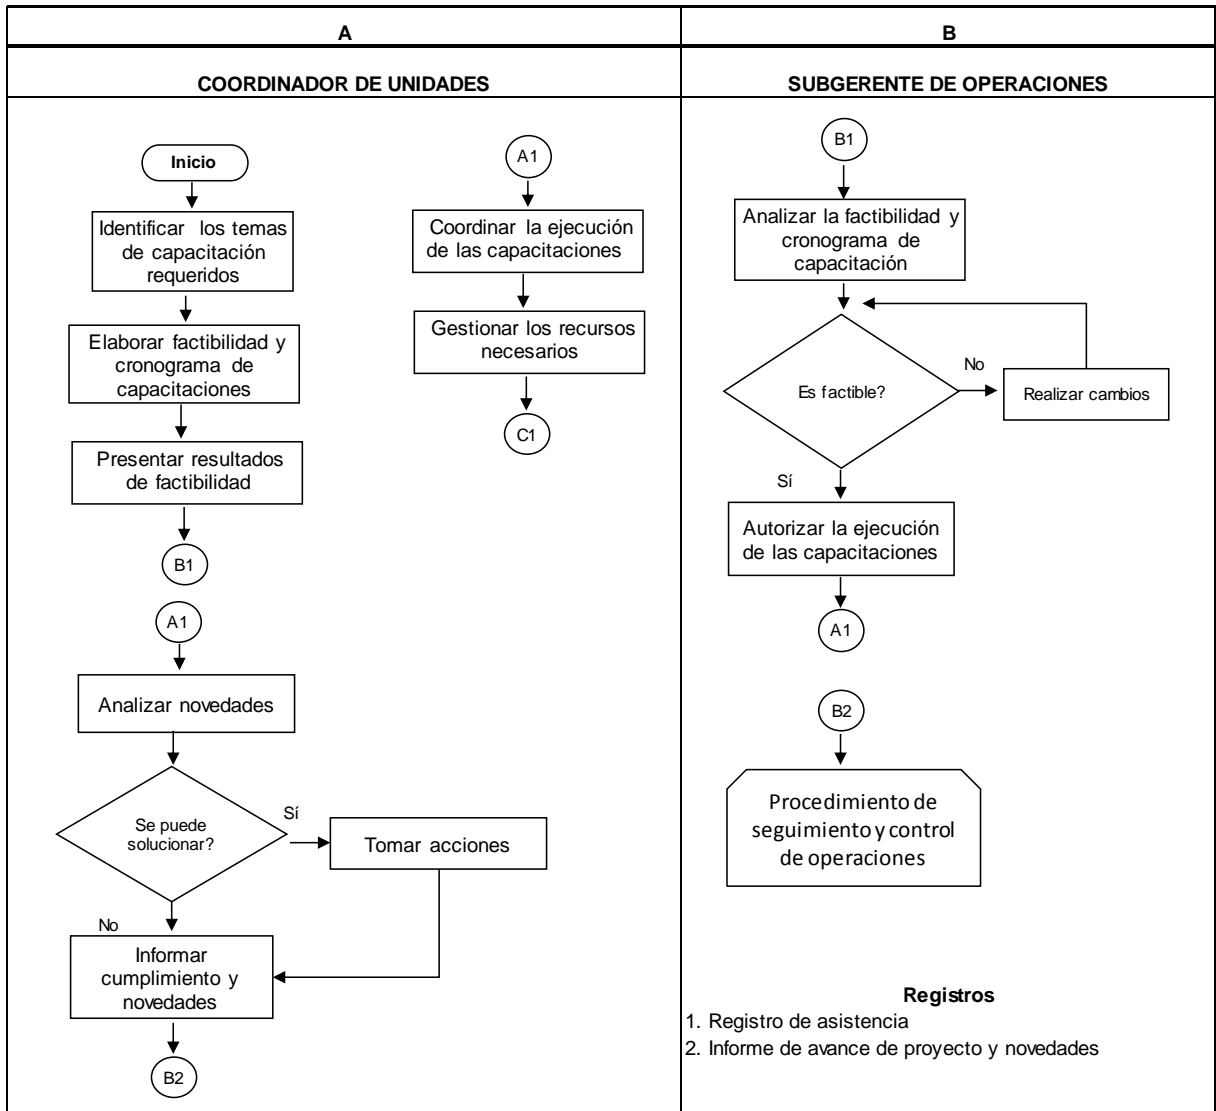 A
COORDINADOR DE UNIDADES
Inicio
Identificar los temas
de capacitación
requeridos
Elaborar factibilidad y
cronograma de
capacitaciones
Presentar resultados
de factibilidad
B1
A1
Coordinar la ejecución
de las capacitaciones
Gestionar los recursos
necesarios
C1
A1
Analizar novedades
Se puede
solucionar?
Sí
Tomar acciones
No
Informar
cumplimiento y
novedades
B2
B
SUBGERENTE DE OPERACIONES
B1
Analizar la factibilidad y
cronograma de
capacitación
Es factible?
No
Realizar cambios
Sí
Autorizar la ejecución
de las capacitaciones
A1
B2
Procedimiento de
seguimiento y control
de operaciones
Registros
1. Registro de asistencia
2. Informe de avance de proyecto y novedades